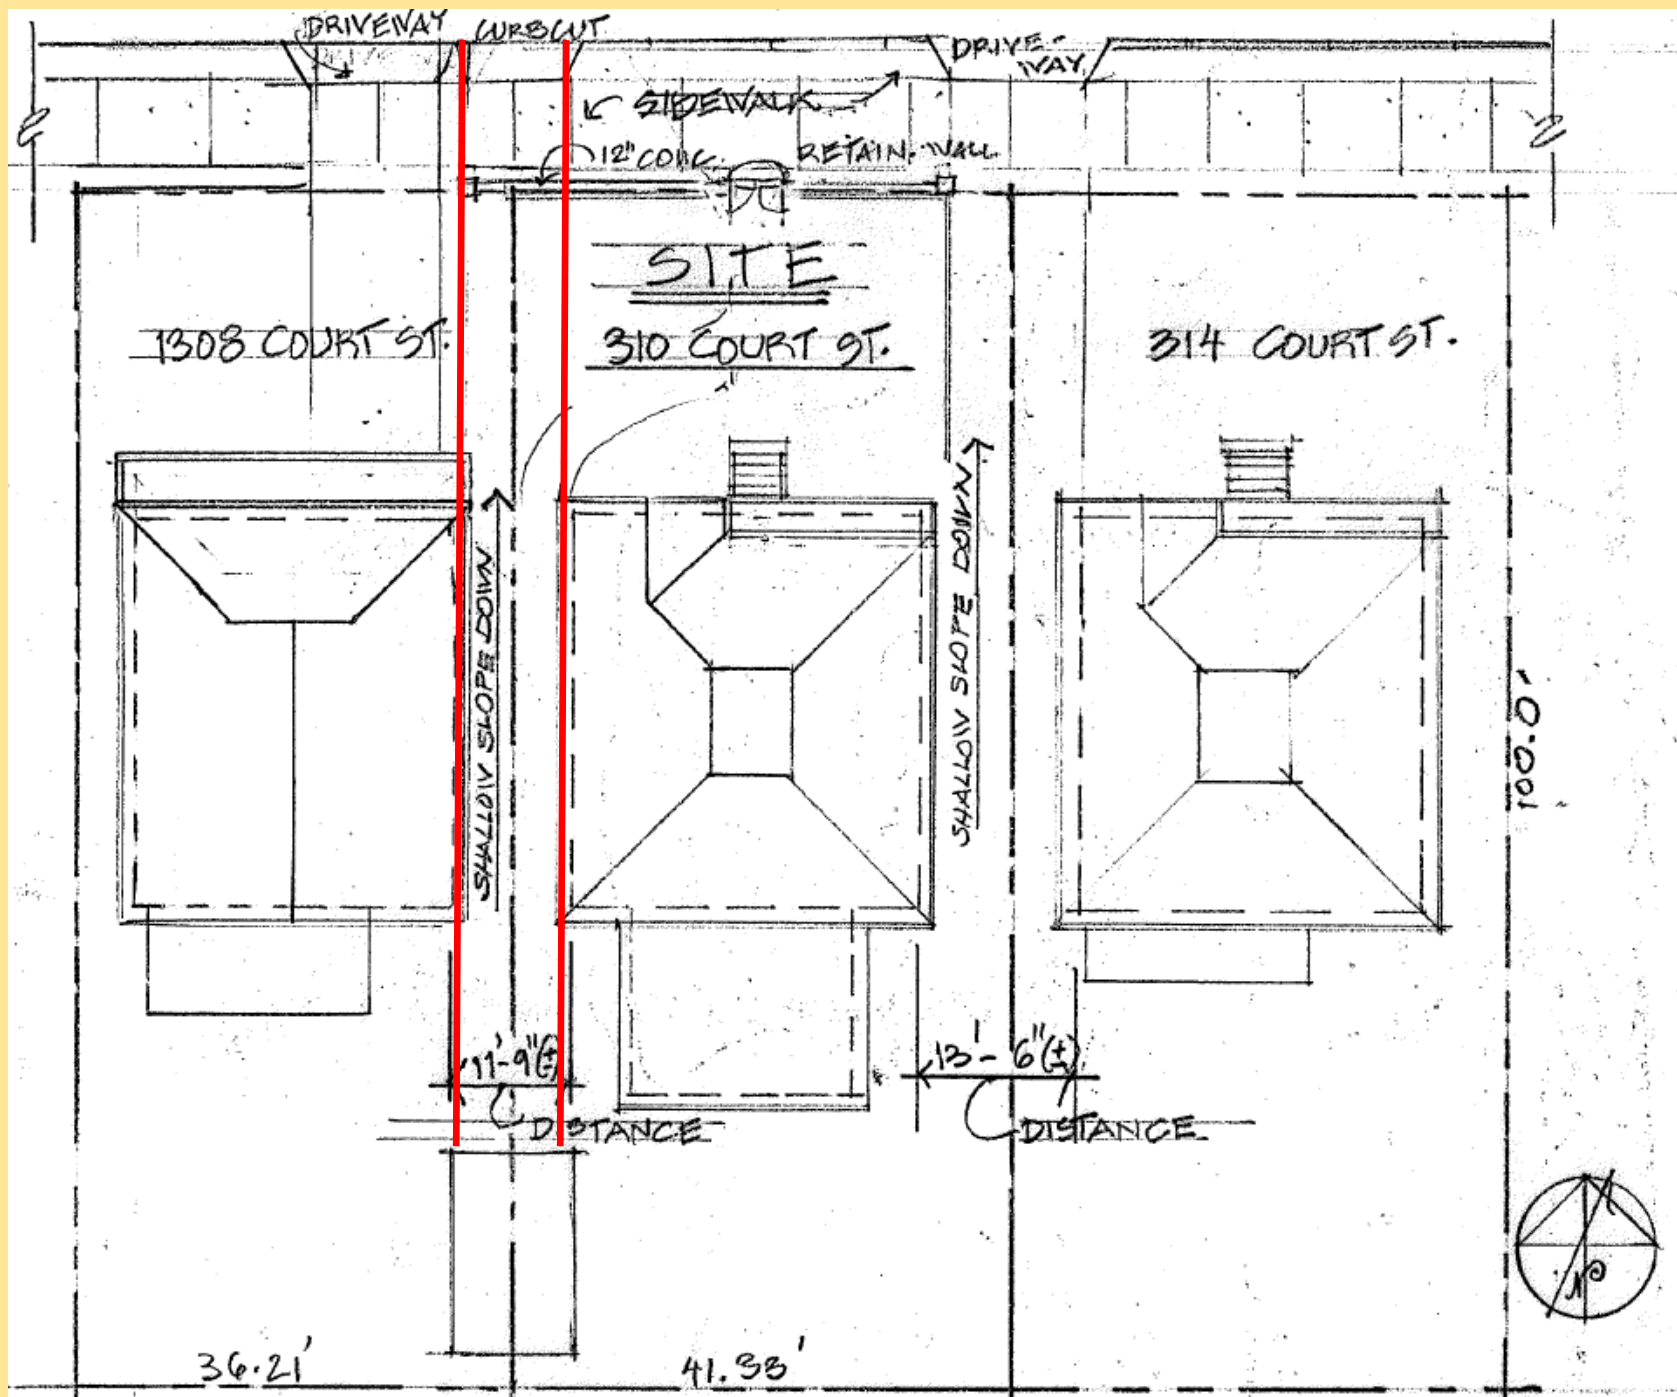 DRIVEWAY
CURBCUT
DRIVE-
WAY
SIDEWALK
12" CONC.
RETAIN. WALL
SITE
1308 COURT ST.
310 COURT ST.
314 COURT ST.
SHALLOW SLOPE DOWN
SHALLOW SLOPE DOWN
100.0'
11'-9"(±)
13'-6"(±)
DISTANCE
DISTANCE
N
36.21'
41.33'